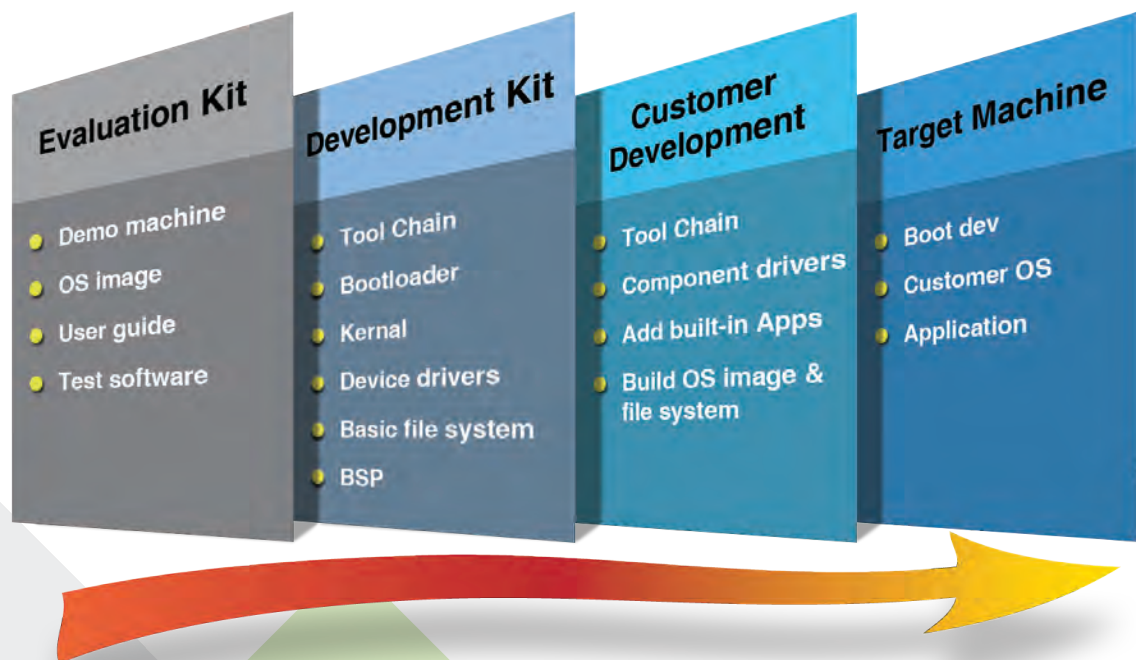 Evaluation Kit
Demo machine
OS image
User guide
Test software
Development Kit
Tool Chain
Bootloader
Kernal
Device drivers
Basic file system
BSP
Customer
Development
Tool Chain
Component drivers
Add built-in Apps
Build OS image &
file system
Target Machine
Boot dev
Customer OS
Application